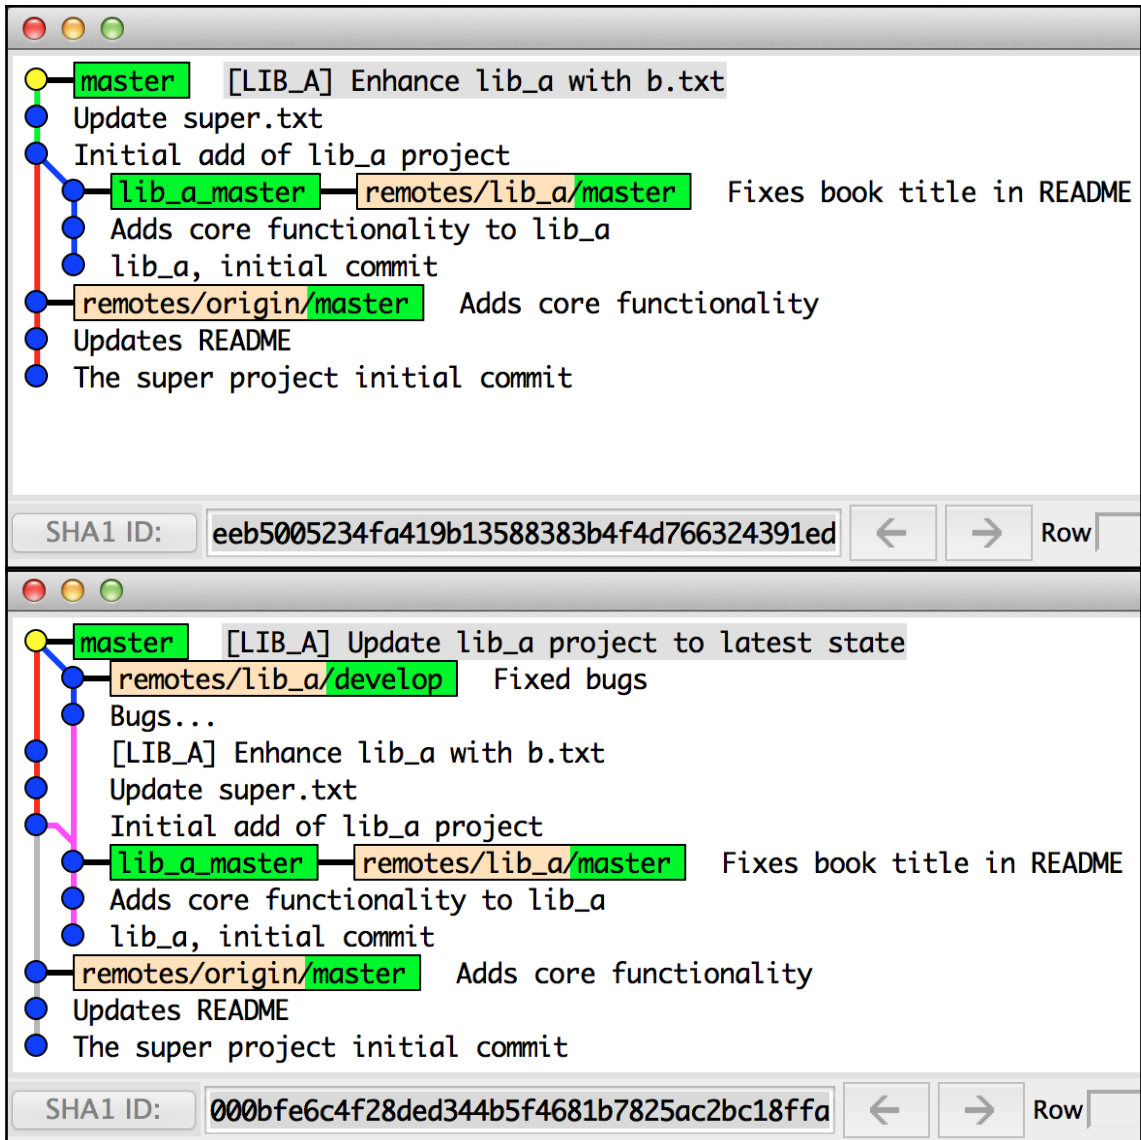 master [LIB_A] Enhance lib_a with b.txt
Update super.txt
Initial add of lib_a project
lib_a_master remotes/lib_a/master Fixes book title in README
Adds core functionality to lib_a
lib_a, initial commit
remotes/origin/master Adds core functionality
Updates README
The super project initial commit
SHA1 ID: eeb5005234fa419b13588383b4f4d766324391ed ← → Row
master [LIB_A] Update lib_a project to latest state
remotes/lib_a/develop Fixed bugs
Bugs...
[LIB_A] Enhance lib_a with b.txt
Update super.txt
Initial add of lib_a project
lib_a_master remotes/lib_a/master Fixes book title in README
Adds core functionality to lib_a
lib_a, initial commit
remotes/origin/master Adds core functionality
Updates README
The super project initial commit
SHA1 ID: 000bfe6c4f28ded344b5f4681b7825ac2bc18ffa ← → Row